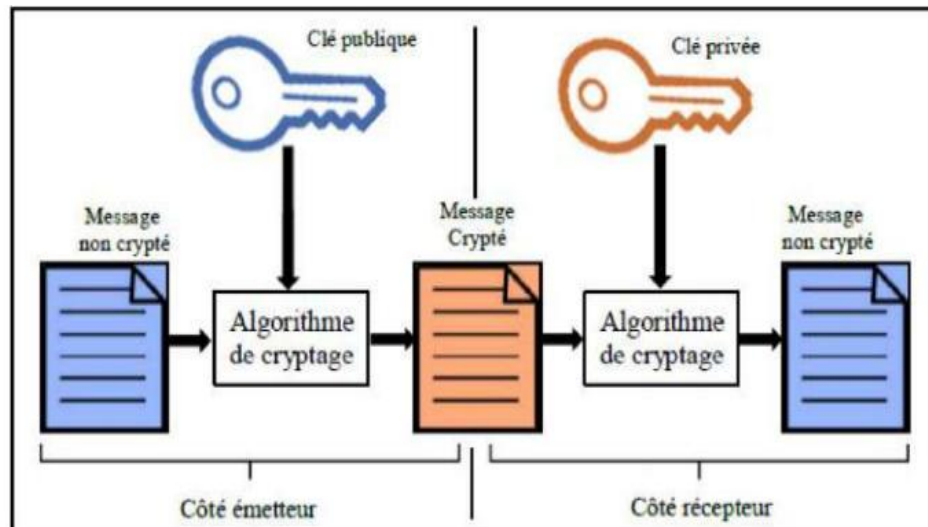 Clé publique
Clé privée
Message
non crypté
Message
Crypté
Message
non crypté
Algorithme
de cryptage
Algorithme
de cryptage
Côté émetteur
Côté récepteur